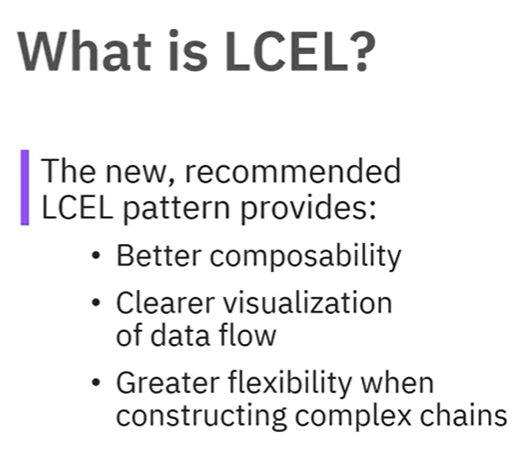 What is LCEL?
The new, recommended
LCEL pattern provides:
• Better composability
• Clearer visualization
of data flow
• Greater flexibility when
constructing complex chains